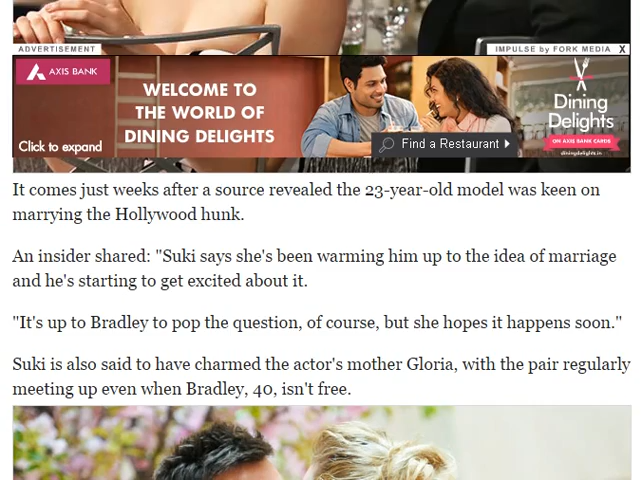 ADVERTISEMENT
IMPULSE by FORK MEDIA X
AXIS BANK
WELCOME TO
THE WORLD OF
DINING DELIGHTS
Click to expand
Find a Restaurant
Dining
Delights
ON AXIS BANK CARDS
diningdelights.in
It comes just weeks after a source revealed the 23-year-old model was keen on
marrying the Hollywood hunk.
An insider shared: "Suki says she's been warming him up to the idea of marriage
and he's starting to get excited about it.
"It's up to Bradley to pop the question, of course, but she hopes it happens soon."
Suki is also said to have charmed the actor's mother Gloria, with the pair regularly
meeting up even when Bradley, 40, isn't free.